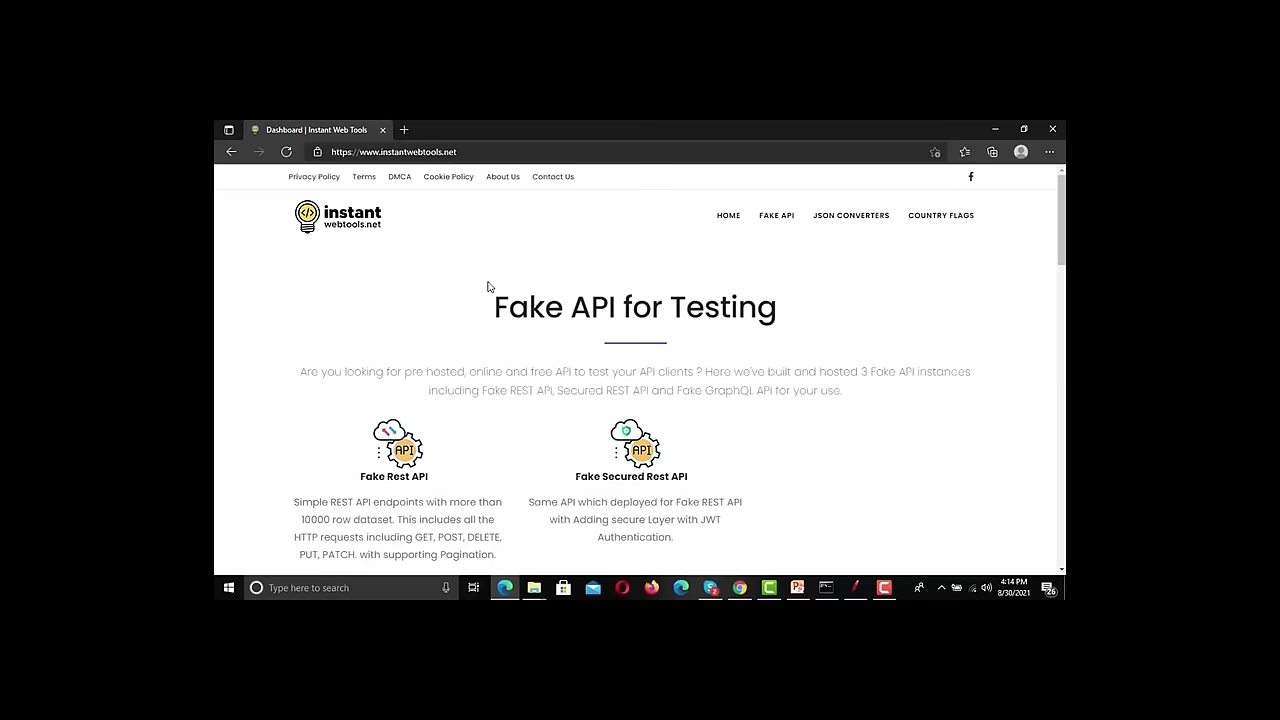 Dashboard | Instant Web Tools
https://www.instantwebtools.net
Privacy Policy Terms DMCA Cookie Policy About Us Contact Us
instant
webtools.net
HOME FAKE API JSON CONVERTERS COUNTRY FLAGS
Fake API for Testing
Are you looking for pre hosted, online and free API to test your API clients ? Here we've built and hosted 3 Fake API instances
including Fake REST API, Secured REST API and Fake GraphQL API for your use.
API
Fake Rest API
Simple REST API endpoints with more than
10000 row dataset. This includes all the
HTTP requests including GET, POST, DELETE,
PUT, PATCH. with supporting Pagination.
API
Fake Secured Rest API
Same API which deployed for Fake REST API
with Adding secure Layer with JWT
Authentication.
Type here to search
4:14 PM
8/30/2021
26